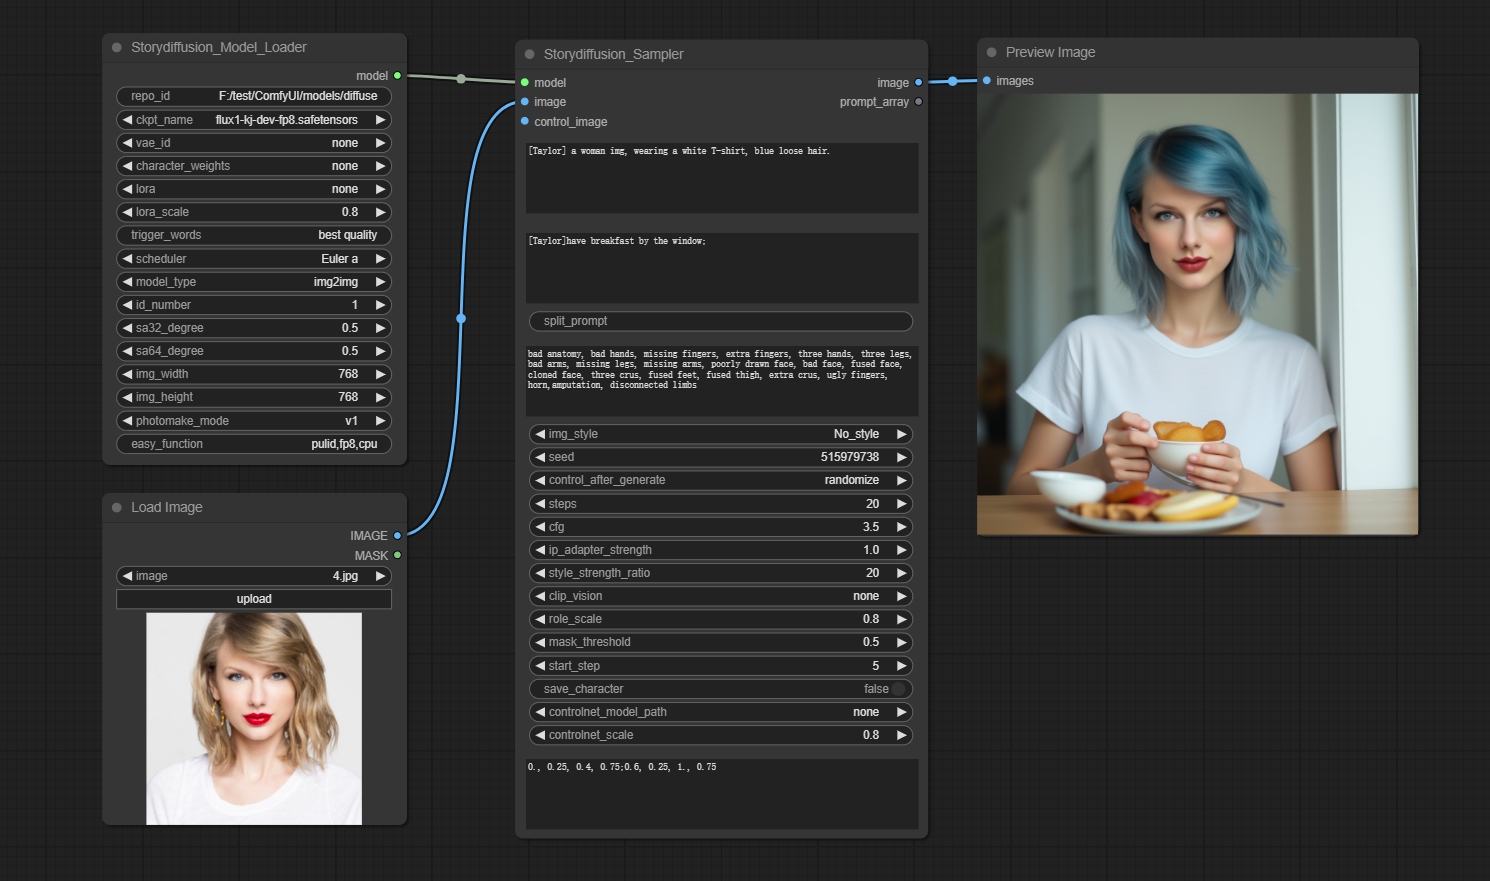 Storydiffusion_Model_Loader
model
repo_id F:/test/ComfyUI/models/diffuse
ckpt_name flux1-kj-dev-fp8.safetensors
vae_id none
character_weights none
lora none
lora_scale 0.8
trigger_words best quality
scheduler Euler a
model_type img2img
id_number 1
sa32_degree 0.5
sa64_degree 0.5
img_width 768
img_height 768
photomake_mode v1
easy_function pulid,fp8,cpu
Load Image
IMAGE
MASK
image 4.jpg
upload
Storydiffusion_Sampler
model image
image prompt_array
control_image
[Taylor] a woman img, wearing a white T-shirt, blue loose hair.
[Taylor]have breakfast by the window;
split_prompt
bad anatomy, bad hands, missing fingers, extra fingers, three hands, three legs,
bad arms, missing legs, missing arms, poorly drawn face, bad face, fused face,
cloned face, three crus, fused feet, fused thigh, extra crus, ugly fingers,
horn,amputation, disconnected limbs
img_style No_style
seed 515979738
control_after_generate randomize
steps 20
cfg 3.5
ip_adapter_strength 1.0
style_strength_ratio 20
clip_vision none
role_scale 0.8
mask_threshold 0.5
start_step 5
save_character false
controlnet_model_path none
controlnet_scale 0.8
0., 0.25, 0.4, 0.75;0.6, 0.25, 1., 0.75
Preview Image
images